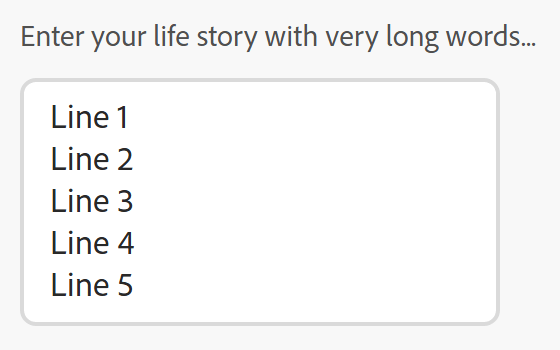 Enter your life story with very long words...
Line 1
Line 2
Line 3
Line 4
Line 5